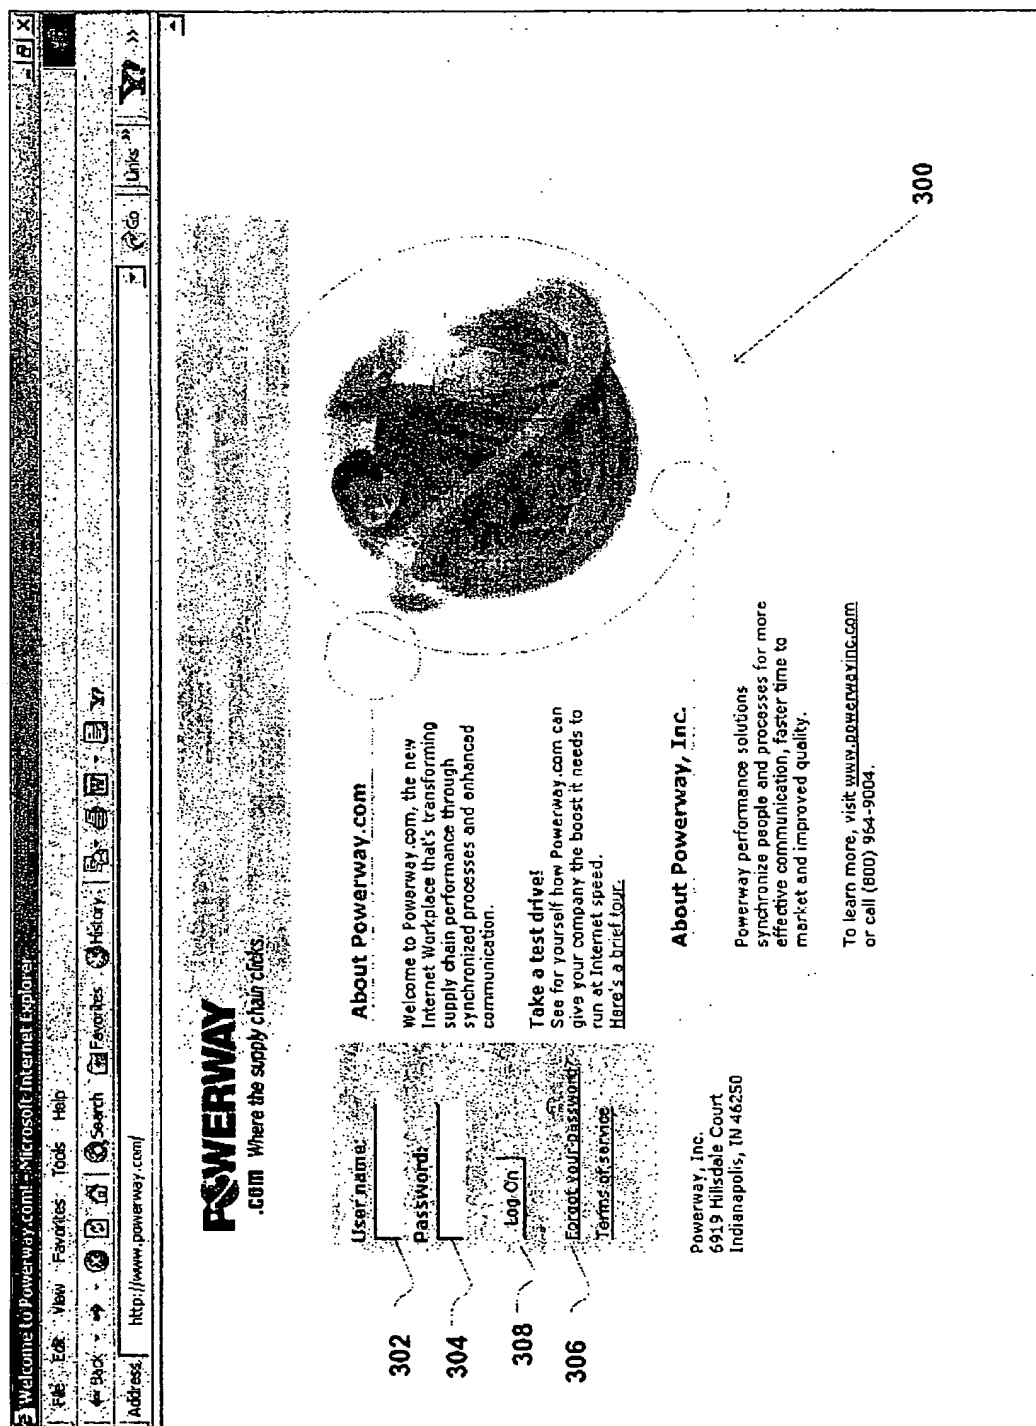 Welcome to Powerway.com! - Microsoft Internet Explorer
File Edit View Favorites Tools Help
Back Search Favorites History
Address http://www.powerway.com/ Go Links »
POWERWAY
.com Where the supply chain clicks.
User name:
302
Password:
304
Log On
308
Forgot your password?
306
Terms of service
About Powerway.com
Welcome to Powerway.com, the new
Internet Workplace that's transforming
supply chain performance through
synchronized processes and enhanced
communication.
Take a test drive!
See for yourself how Powerway.com can
give your company the boost it needs to
run at Internet speed.
Here's a brief tour.
About Powerway, Inc.
Powerway performance solutions
synchronize people and processes for more
effective communication, faster time to
market and improved quality.
To learn more, visit www.powerwayinc.com
or call (800) 964-9004.
Powerway, Inc.
6919 Hillsdale Court
Indianapolis, IN 46250
300